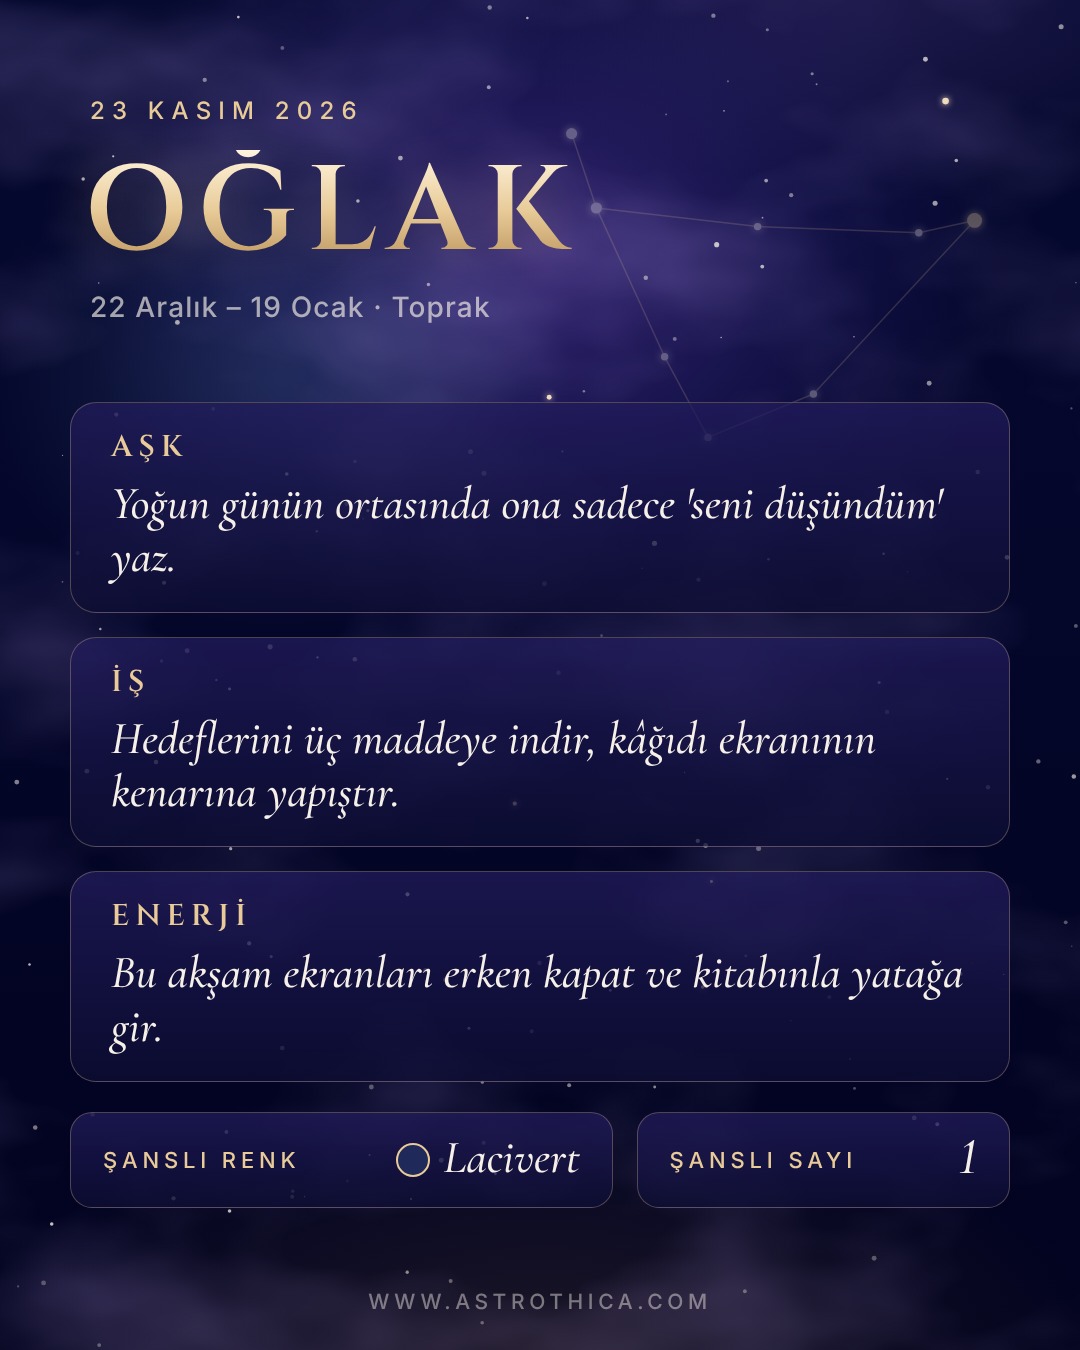 23 KASIM 2026
OĞLAK
22 Aralık – 19 Ocak · Toprak
AŞK
Yoğun günün ortasında ona sadece 'seni düşündüm'
yaz.
İŞ
Hedeflerini üç maddeye indir, kâğıdı ekranının
kenarına yapıştır.
ENERJİ
Bu akşam ekranları erken kapat ve kitabınla yatağa
gir.
ŞANSLI RENK Lacivert
ŞANSLI SAYI 1
WWW.ASTROTHICA.COM